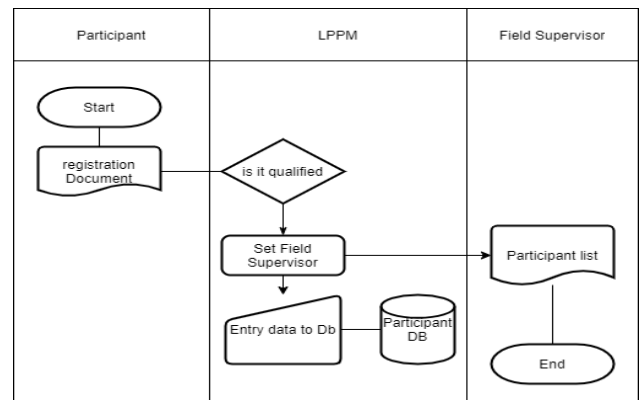 Participant
LPPM
Field Supervisor
Start
registration
Document
is it qualified
Set Field
Supervisor
Participant list
Entry data to Db
Participant
DB
End